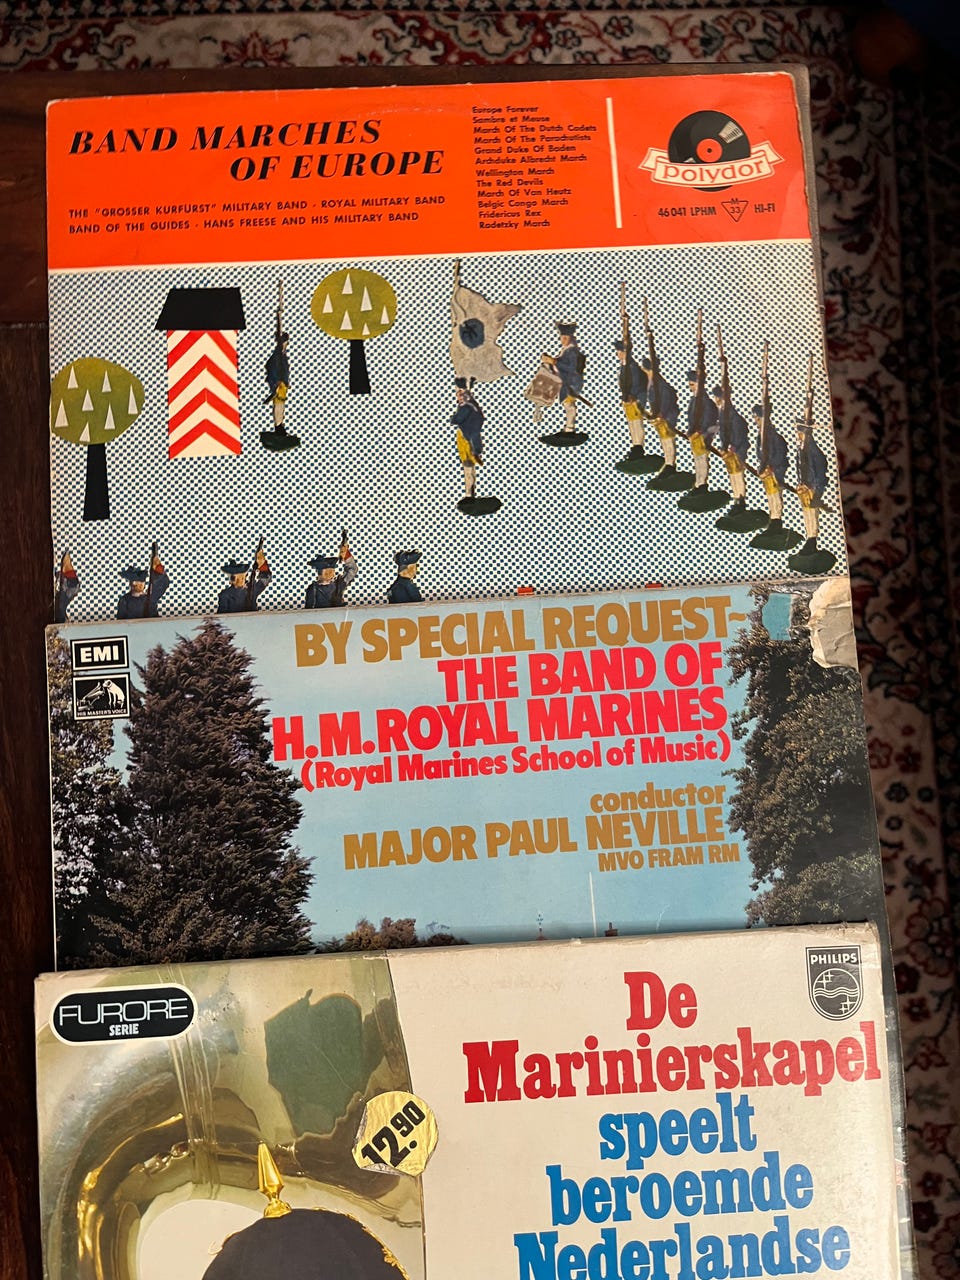 BAND MARCHES
OF EUROPE
THE "GROSSER KURFÜRST" MILITARY BAND · ROYAL MILITARY BAND
BAND OF THE GUIDES · HANS FREESE AND HIS MILITARY BAND
Europe Forever
Sambre et Meuse
March Of The Dutch Cadets
March Of The Parachutists
Grand Duke Of Baden
Archduke Albrecht March
Wellington March
The Red Devils
March Of Van Heutz
Belgic Congo March
Fridericus Rex
Radetzky March
polydor
46 041 LPHM M 33 HI-FI
EMI
HIS MASTER'S VOICE
BY SPECIAL REQUEST~
THE BAND OF
H.M.ROYAL MARINES
(Royal Marines School of Music)
conductor
MAJOR PAUL NEVILLE
MVO FRAM RM
FURORE
SERIE
12.90
PHILIPS
De
Marinierskapel
speelt
beroemde
Nederlandse